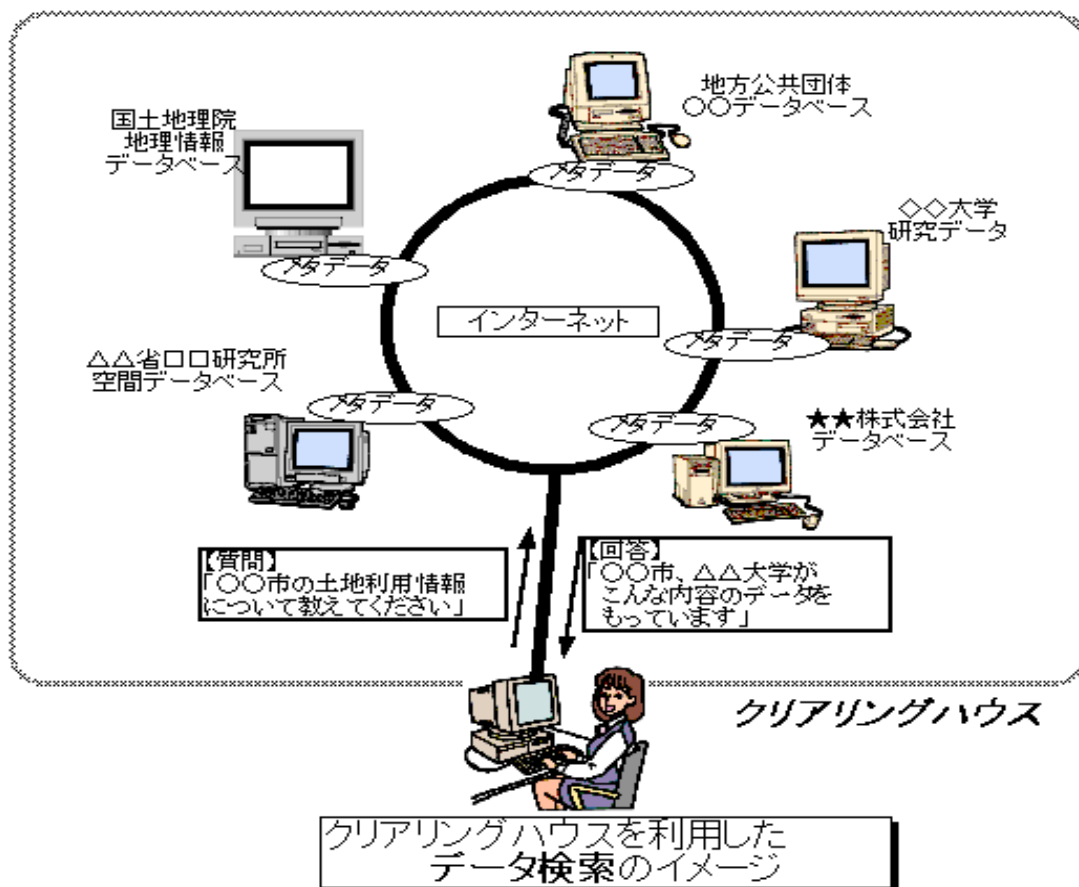 地方公共団体
○○データベース
国土地理院
地理情報
データベース
メタデータ
◇◇大学
研究データ
メタデータ
インターネット
メタデータ
△△省口口研究所
空間データベース
メタデータ
メタデータ
★★株式会社
データベース
【質問】
「○○市の土地利用情報
について教えてください」
【回答】
「○○市、△△大学が
こんな内容のデータを
もっています」
クリアリングハウス
クリアリングハウスを利用した
データ検索のイメージ